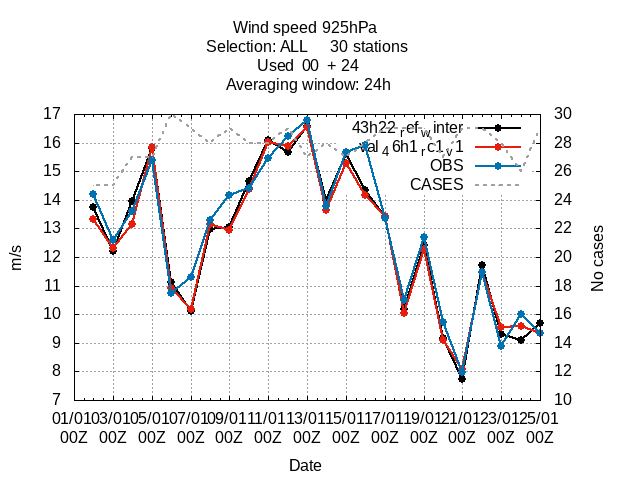 Wind speed 925hPa
Selection: ALL 30 stations
Used 00 + 24
Averaging window: 24h
17 30
16 28
15 26
14 24
13 22
12 20
11 18
10 16
9 14
8 12
7 10
43h22_ref_winter
val_46h1_rc1_v1
OBS
CASES
m/s
No cases
01/01 03/01 05/01 07/01 09/01 11/01 13/01 15/01 17/01 19/01 21/01 23/01 25/01
00Z 00Z 00Z 00Z 00Z 00Z 00Z 00Z 00Z 00Z 00Z 00Z 00Z
Date